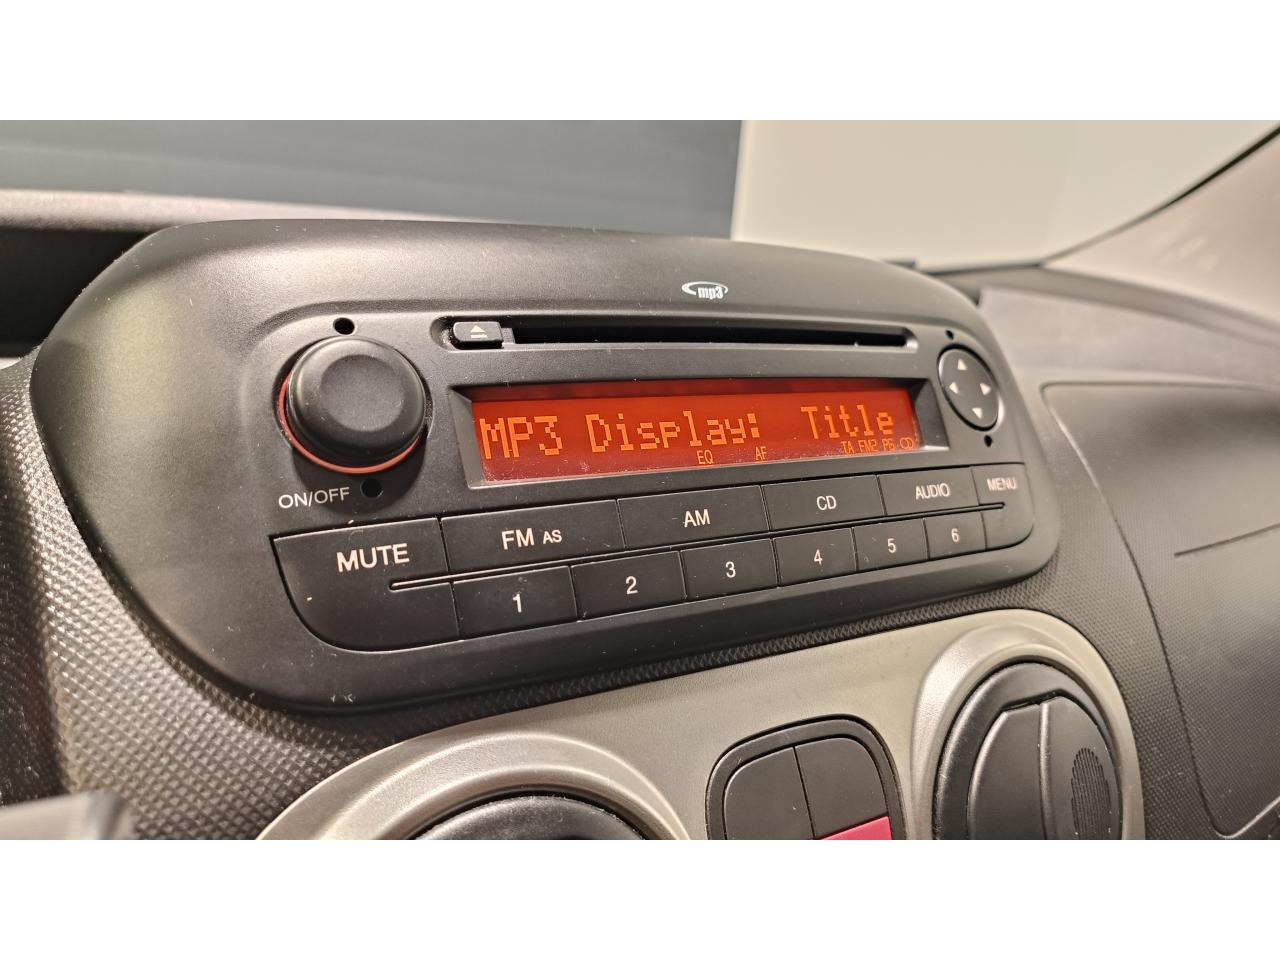 mp3
MP3 Display: Title
EQ AF TA FM2 P6 CD
ON/OFF
MUTE FM AS AM CD AUDIO MENU
1 2 3 4 5 6